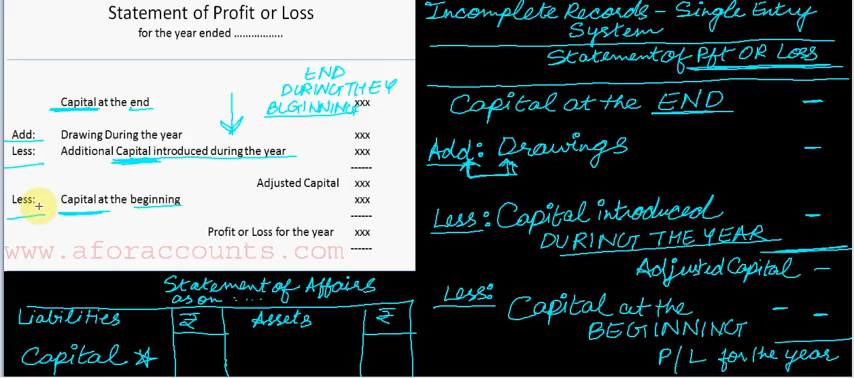 Statement of Profit or Loss
for the year ended .................
END
DURING THEY
BEGINNING
Capital at the end xxx
Add: Drawing During the year xxx
Less: Additional Capital introduced during the year xxx
------
Adjusted Capital xxx
Less: Capital at the beginning xxx
------
Profit or Loss for the year xxx
------
www.aforaccounts.com
Statement of Affairs
as on ....
Liabilities ₹ Assets ₹
Capital
Incomplete Records - Single Entry
System
Statement of Pft OR Loss
Capital at the END -
Add: Drawings -
Less: Capital introduced -
DURING THE YEAR
Adjusted Capital -
Less: Capital at the - -
BEGINNING
P/L for the year